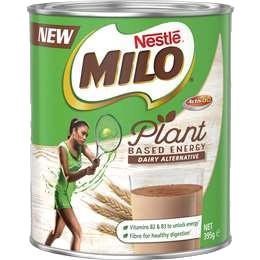 NEW
Nestlé
MILO
Plant
BASED ENERGY
DAIRY ALTERNATIVE
Vitamins B2 & B3 to unlock energy
Fibre for healthy digestion
NET
395g